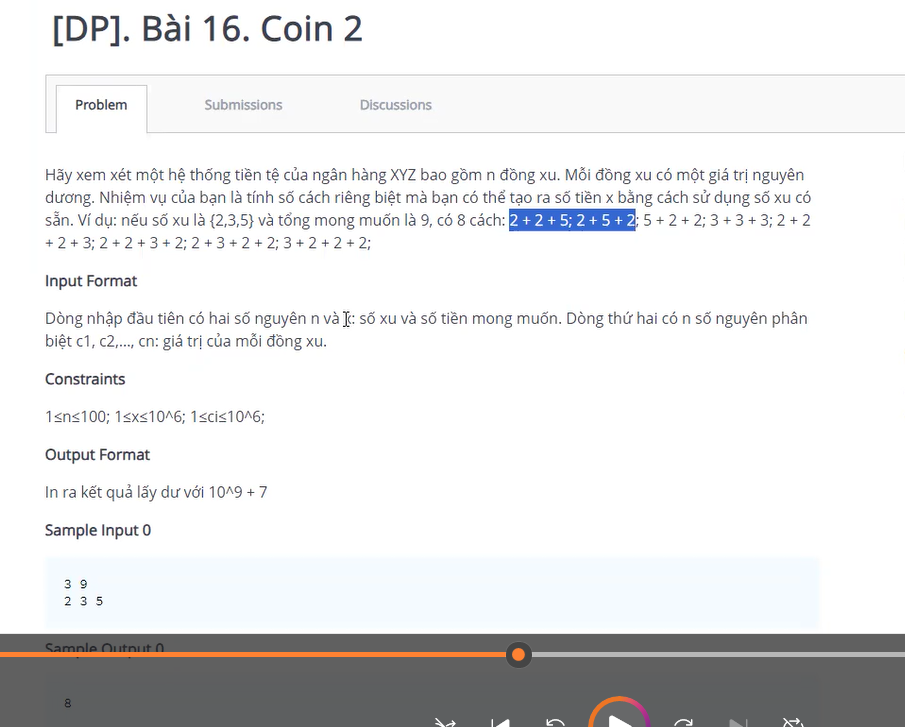 [DP]. Bài 16. Coin 2
Problem Submissions Discussions
Hãy xem xét một hệ thống tiền tệ của ngân hàng XYZ bao gồm n đồng xu. Mỗi đồng xu có một giá trị nguyên
dương. Nhiệm vụ của bạn là tính số cách riêng biệt mà bạn có thể tạo ra số tiền x bằng cách sử dụng số xu có
sẵn. Ví dụ: nếu số xu là {2,3,5} và tổng mong muốn là 9, có 8 cách: 2 + 2 + 5; 2 + 5 + 2; 5 + 2 + 2; 3 + 3 + 3; 2 + 2
+ 2 + 3; 2 + 2 + 3 + 2; 2 + 3 + 2 + 2; 3 + 2 + 2 + 2;
Input Format
Dòng nhập đầu tiên có hai số nguyên n và : số xu và số tiền mong muốn. Dòng thứ hai có n số nguyên phân
biệt c1, c2,..., cn: giá trị của mỗi đồng xu.
Constraints
1≤n≤100; 1≤x≤10^6; 1≤ci≤10^6;
Output Format
In ra kết quả lấy dư với 10^9 + 7
Sample Input 0
3 9
2 3 5
Sample Output 0
8